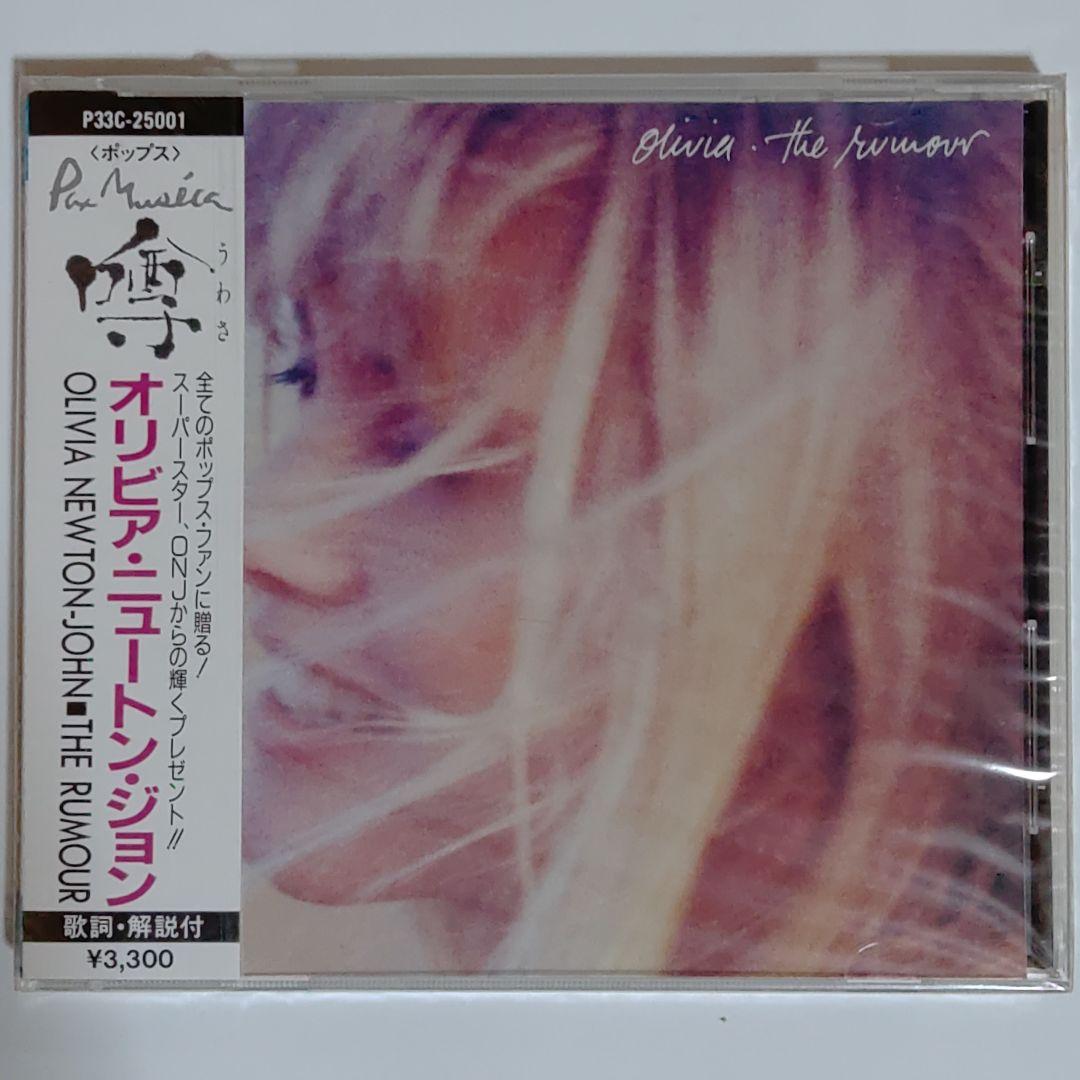 P33C-25001
〈ポップス〉
Pax Musica
噂
うわさ
全てのポップス・ファンに贈る!
スーパースター、ONJからの輝くプレゼント!!
オリビア・ニュートン・ジョン
OLIVIA NEWTON-JOHN■THE RUMOUR
歌詞・解説付
¥3,300
olivia · the rumour